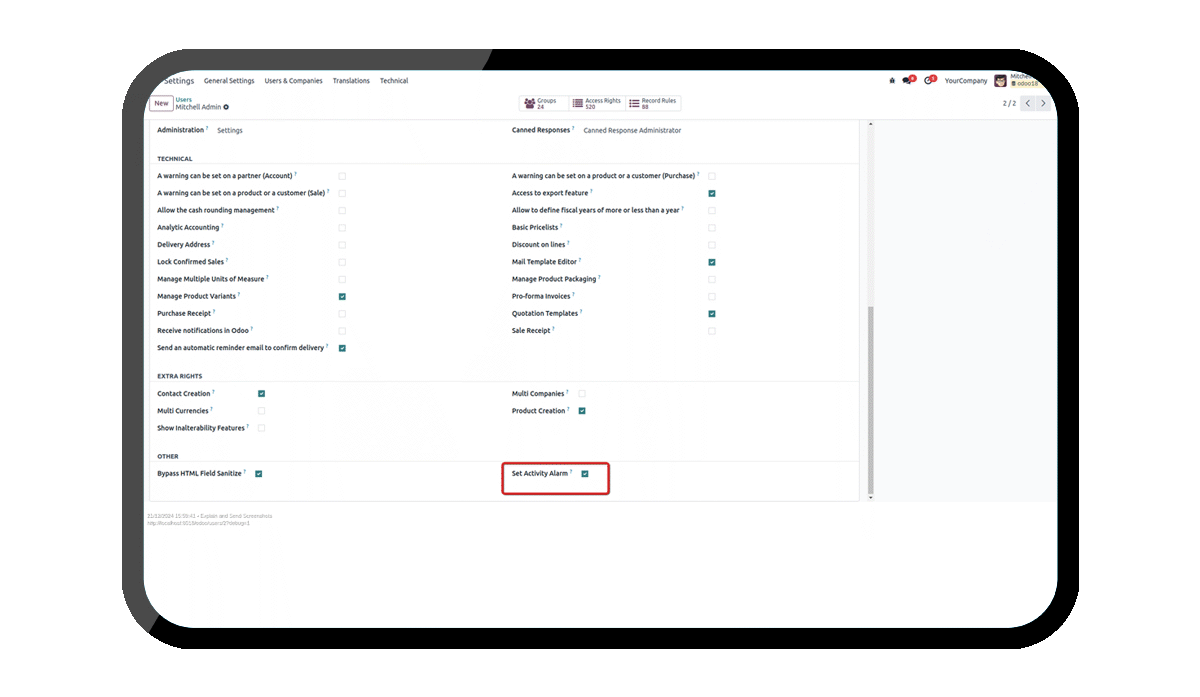 Settings General Settings Users & Companies Translations Technical YourCompany
New Users
Mitchell Admin
Groups
24
Access Rights
520
Record Rules
88
2 / 2
odoo18
Administration ? Settings Canned Responses ? Canned Response Administrator
TECHNICAL
A warning can be set on a partner (Account) ? A warning can be set on a product or a customer (Purchase) ?
A warning can be set on a product or a customer (Sale) ? Access to export feature ?
Allow the cash rounding management ? Allow to define fiscal years of more or less than a year ?
Analytic Accounting ? Basic Pricelists ?
Delivery Address ? Discount on lines ?
Lock Confirmed Sales ? Mail Template Editor ?
Manage Multiple Units of Measure ? Manage Product Packaging ?
Manage Product Variants ? Pro-forma Invoices ?
Purchase Receipt ? Quotation Templates ?
Receive notifications in Odoo ? Sale Receipt ?
Send an automatic reminder email to confirm delivery ?
EXTRA RIGHTS
Contact Creation ? Multi Companies ?
Multi Currencies ? Product Creation ?
Show Inalterability Features ?
OTHER
Bypass HTML Field Sanitize ? Set Activity Alarm ?
Explain and Send Screenshots